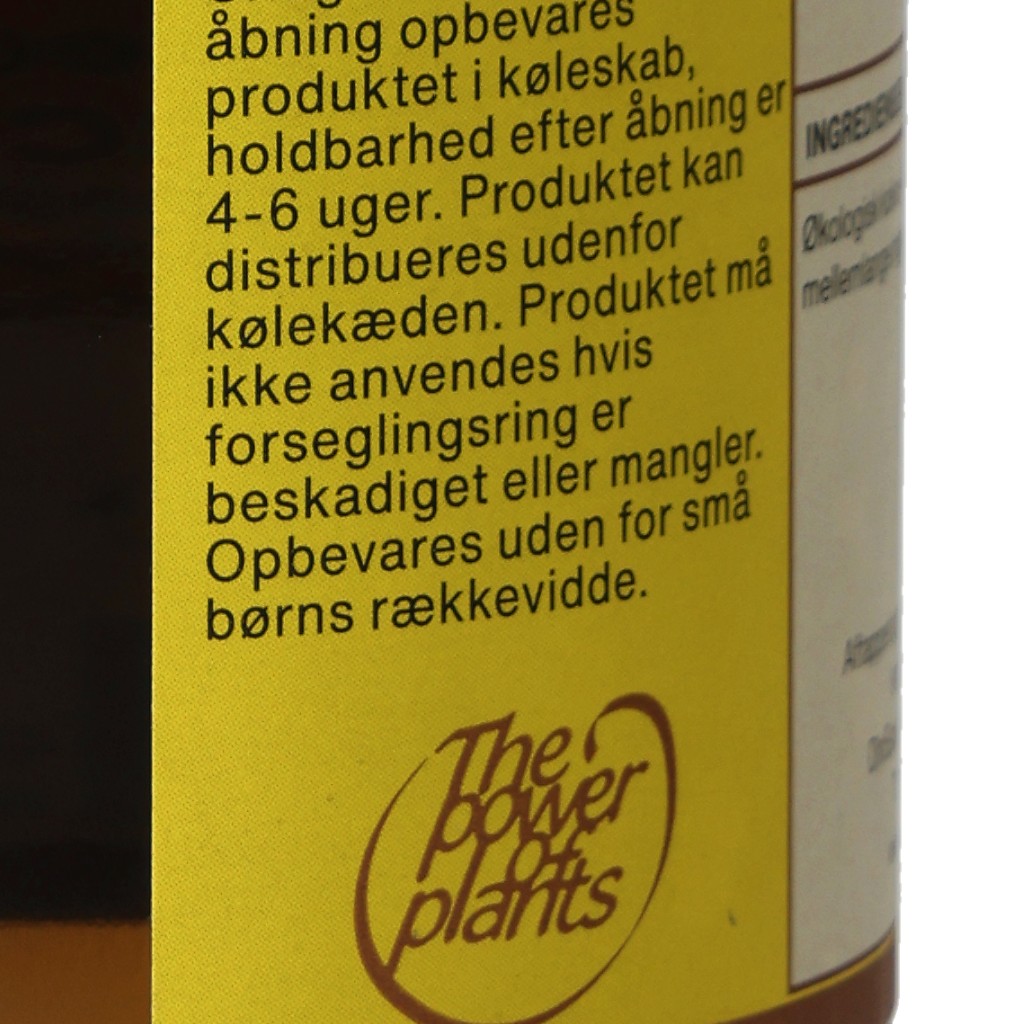 åbning opbevares
produktet i køleskab,
holdbarhed efter åbning er
4-6 uger. Produktet kan
distribueres udenfor
kølekæden. Produktet må
ikke anvendes hvis
forseglingsring er
beskadiget eller mangler.
Opbevares uden for små
børns rækkevidde.
The
power
of
plants